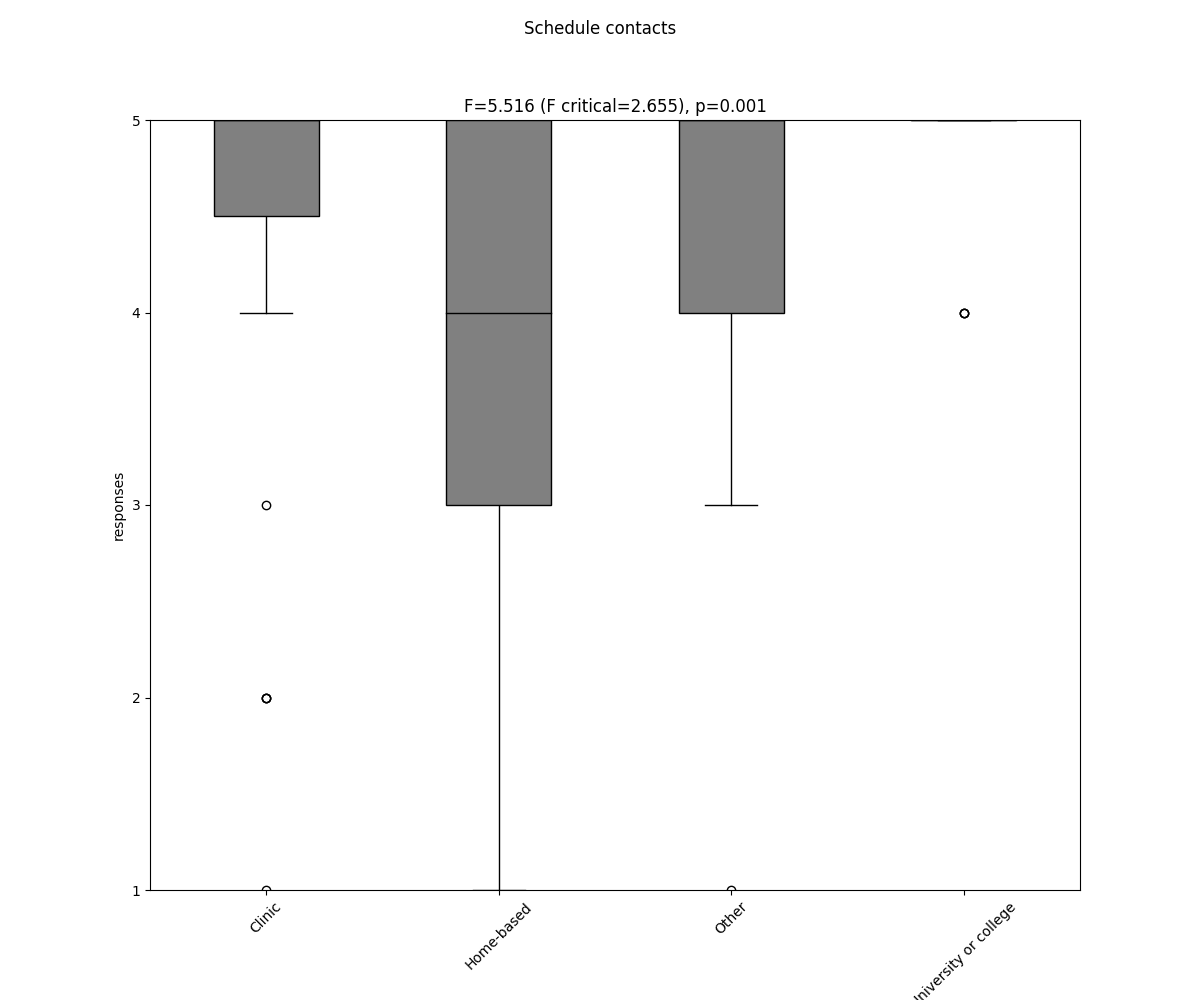 Schedule contacts
F=5.516 (F critical=2.655), p=0.001
5
4
3
2
1
responses
Clinic
Home-based
Other
or college